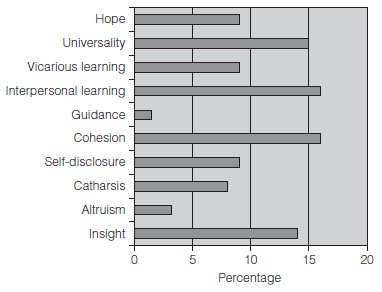 Hope
Universality
Vicarious learning
Interpersonal learning
Guidance
Cohesion
Self-disclosure
Catharsis
Altruism
Insight
0 5 10 15 20
Percentage